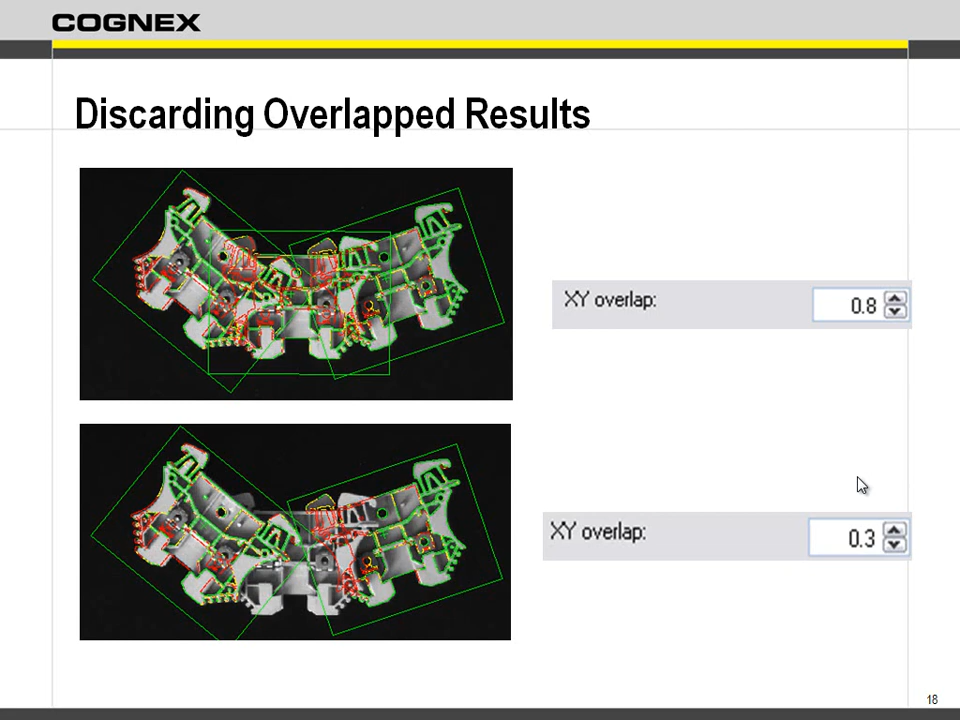 COGNEX
Discarding Overlapped Results
XY overlap: 0.8
XY overlap: 0.3
18